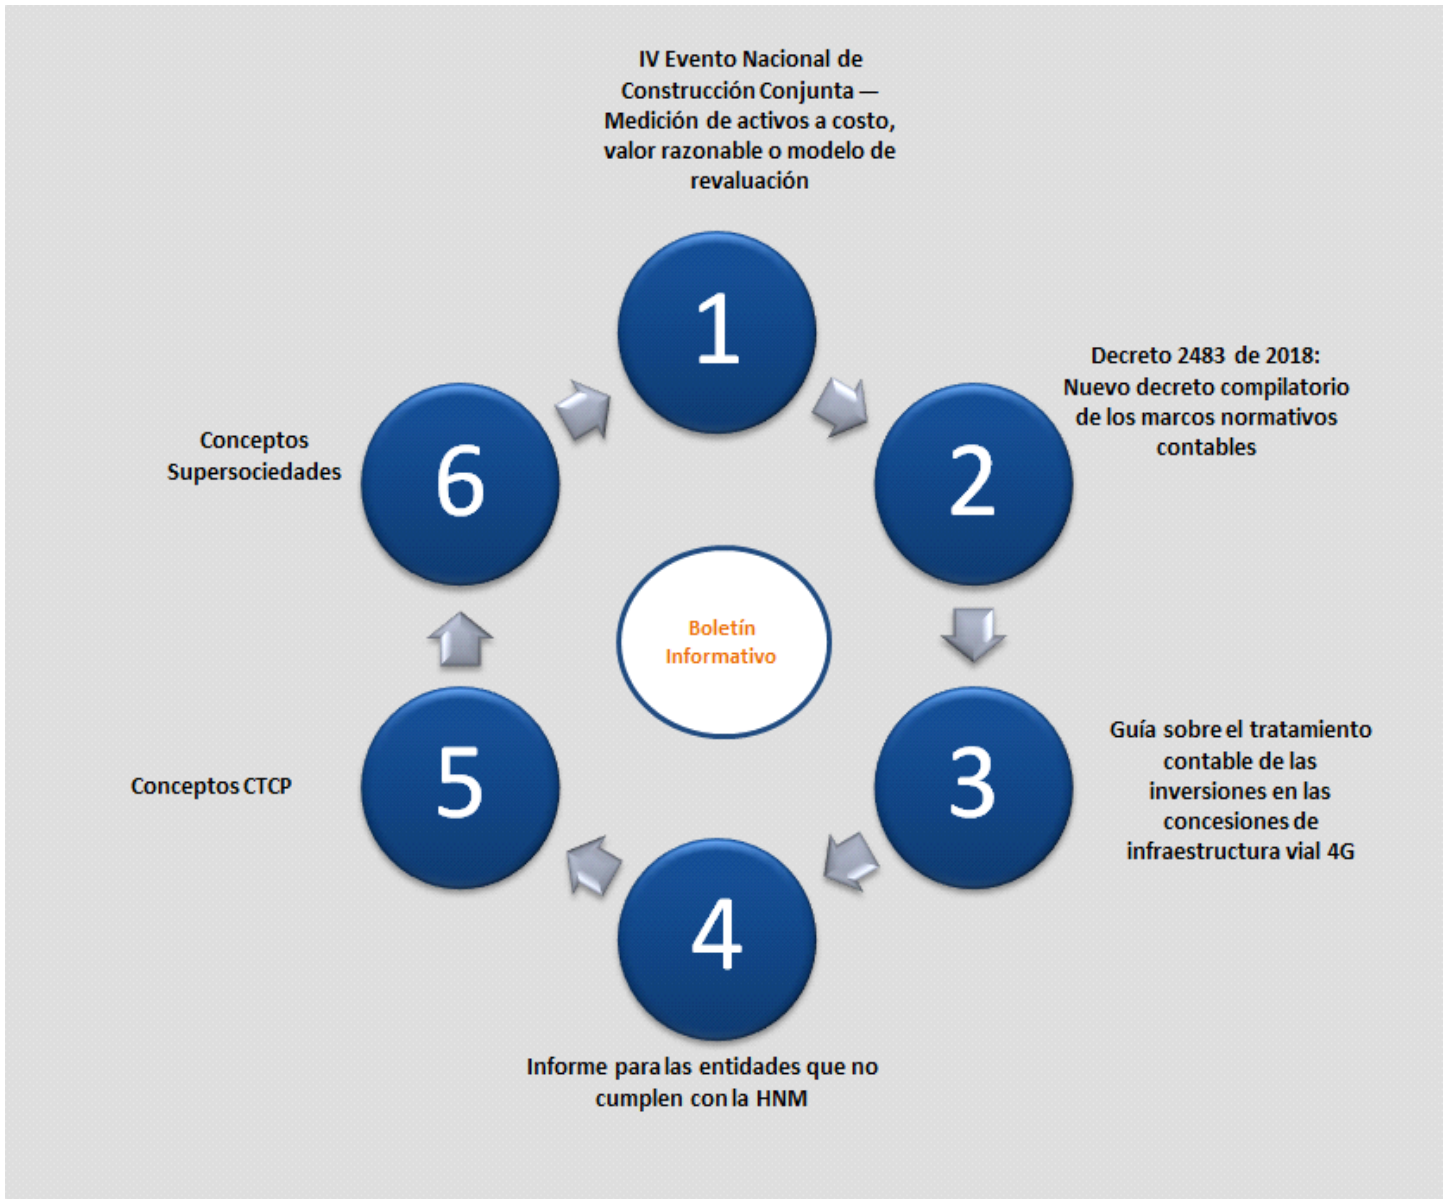 IV Evento Nacional de
Construcción Conjunta —
Medición de activos a costo,
valor razonable o modelo de
revaluación
1
Decreto 2483 de 2018:
Nuevo decreto compilatorio
de los marcos normativos
contables
2
Guía sobre el tratamiento
contable de las
inversiones en las
concesiones de
infraestructura vial 4G
3
4
Informe para las entidades que no
cumplen con la HNM
5
Conceptos CTCP
6
Conceptos
Supersociedades
Boletín
Informativo